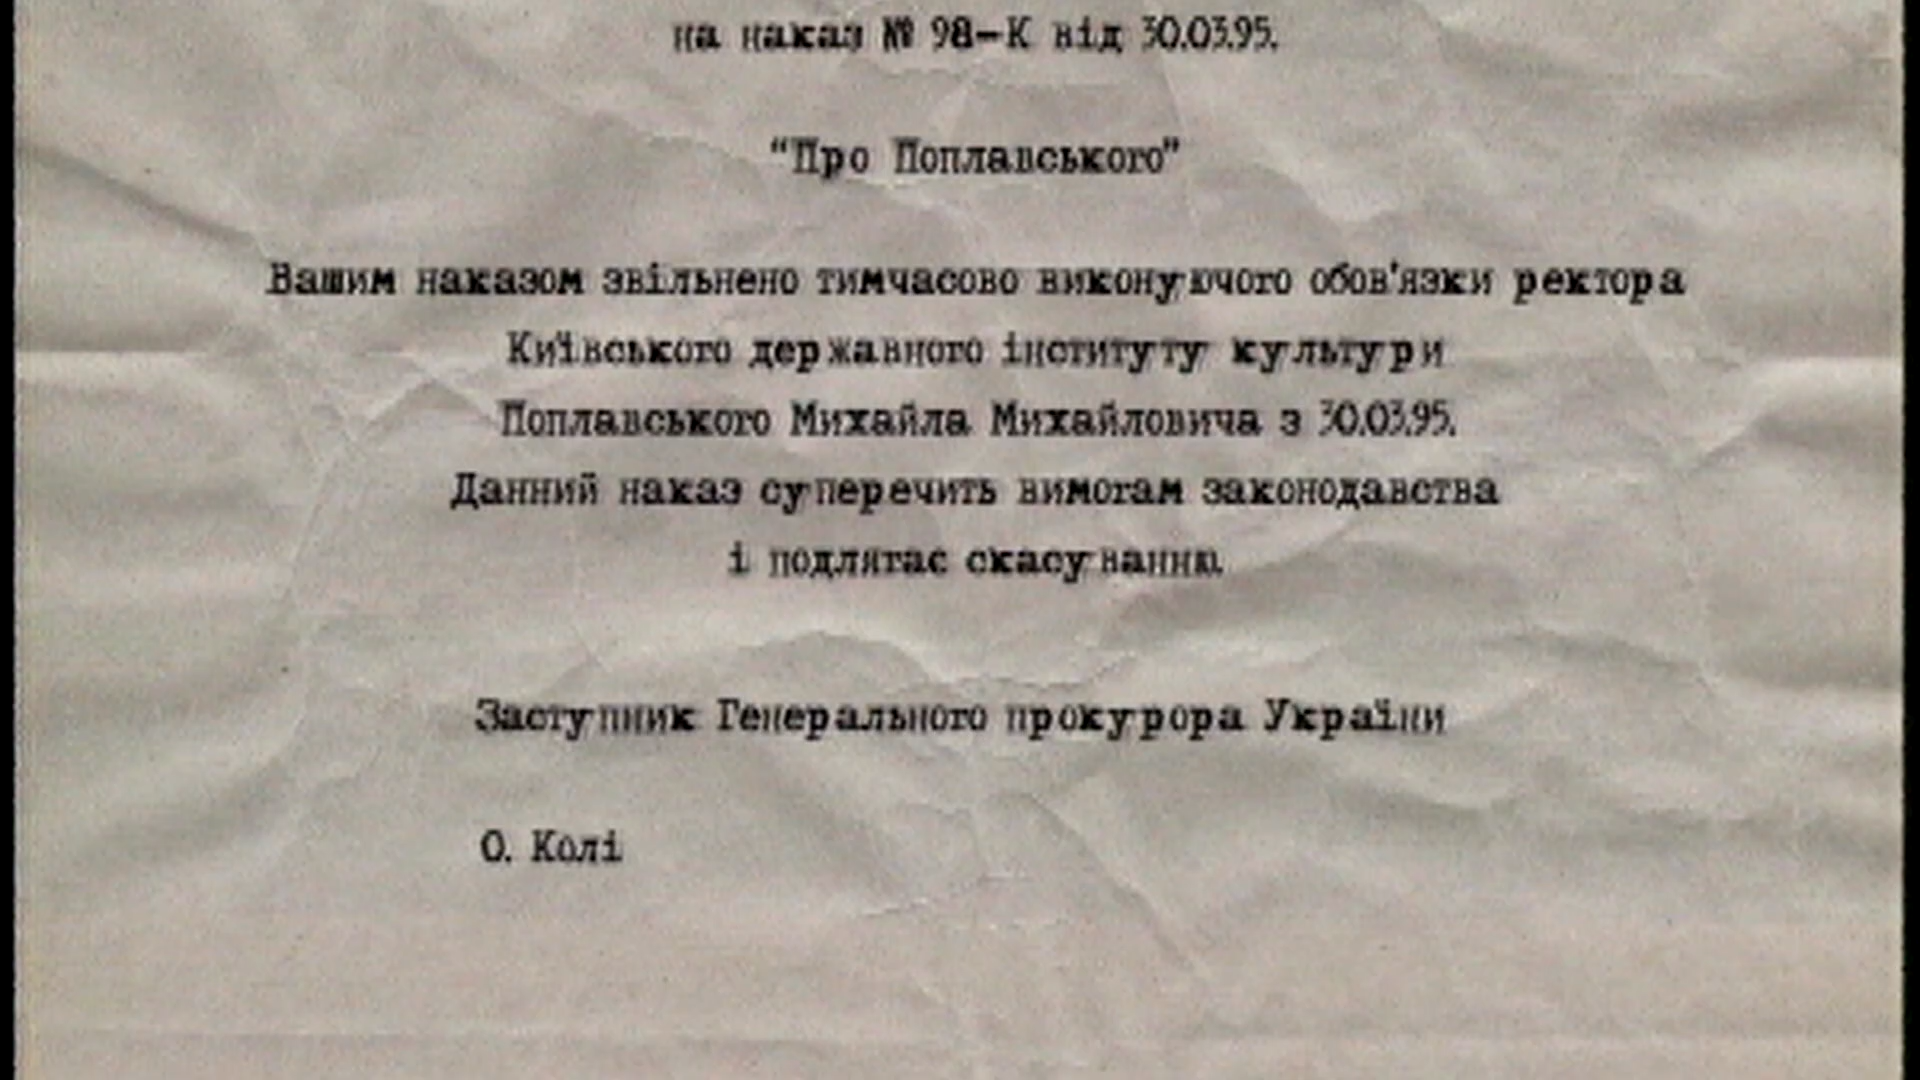 на наказ № 98-К від 30.03.95.
“Про Поплавського”
Вашим наказом звільнено тимчасово виконуючого обов'язки ректора
Київського державного інституту культури
Поплавського Михайла Михайловича з 30.03.95.
Данний наказ суперечить вимогам законодавства
і подлягає скасуванню.
Заступник Генерального прокурора України
О. Колі